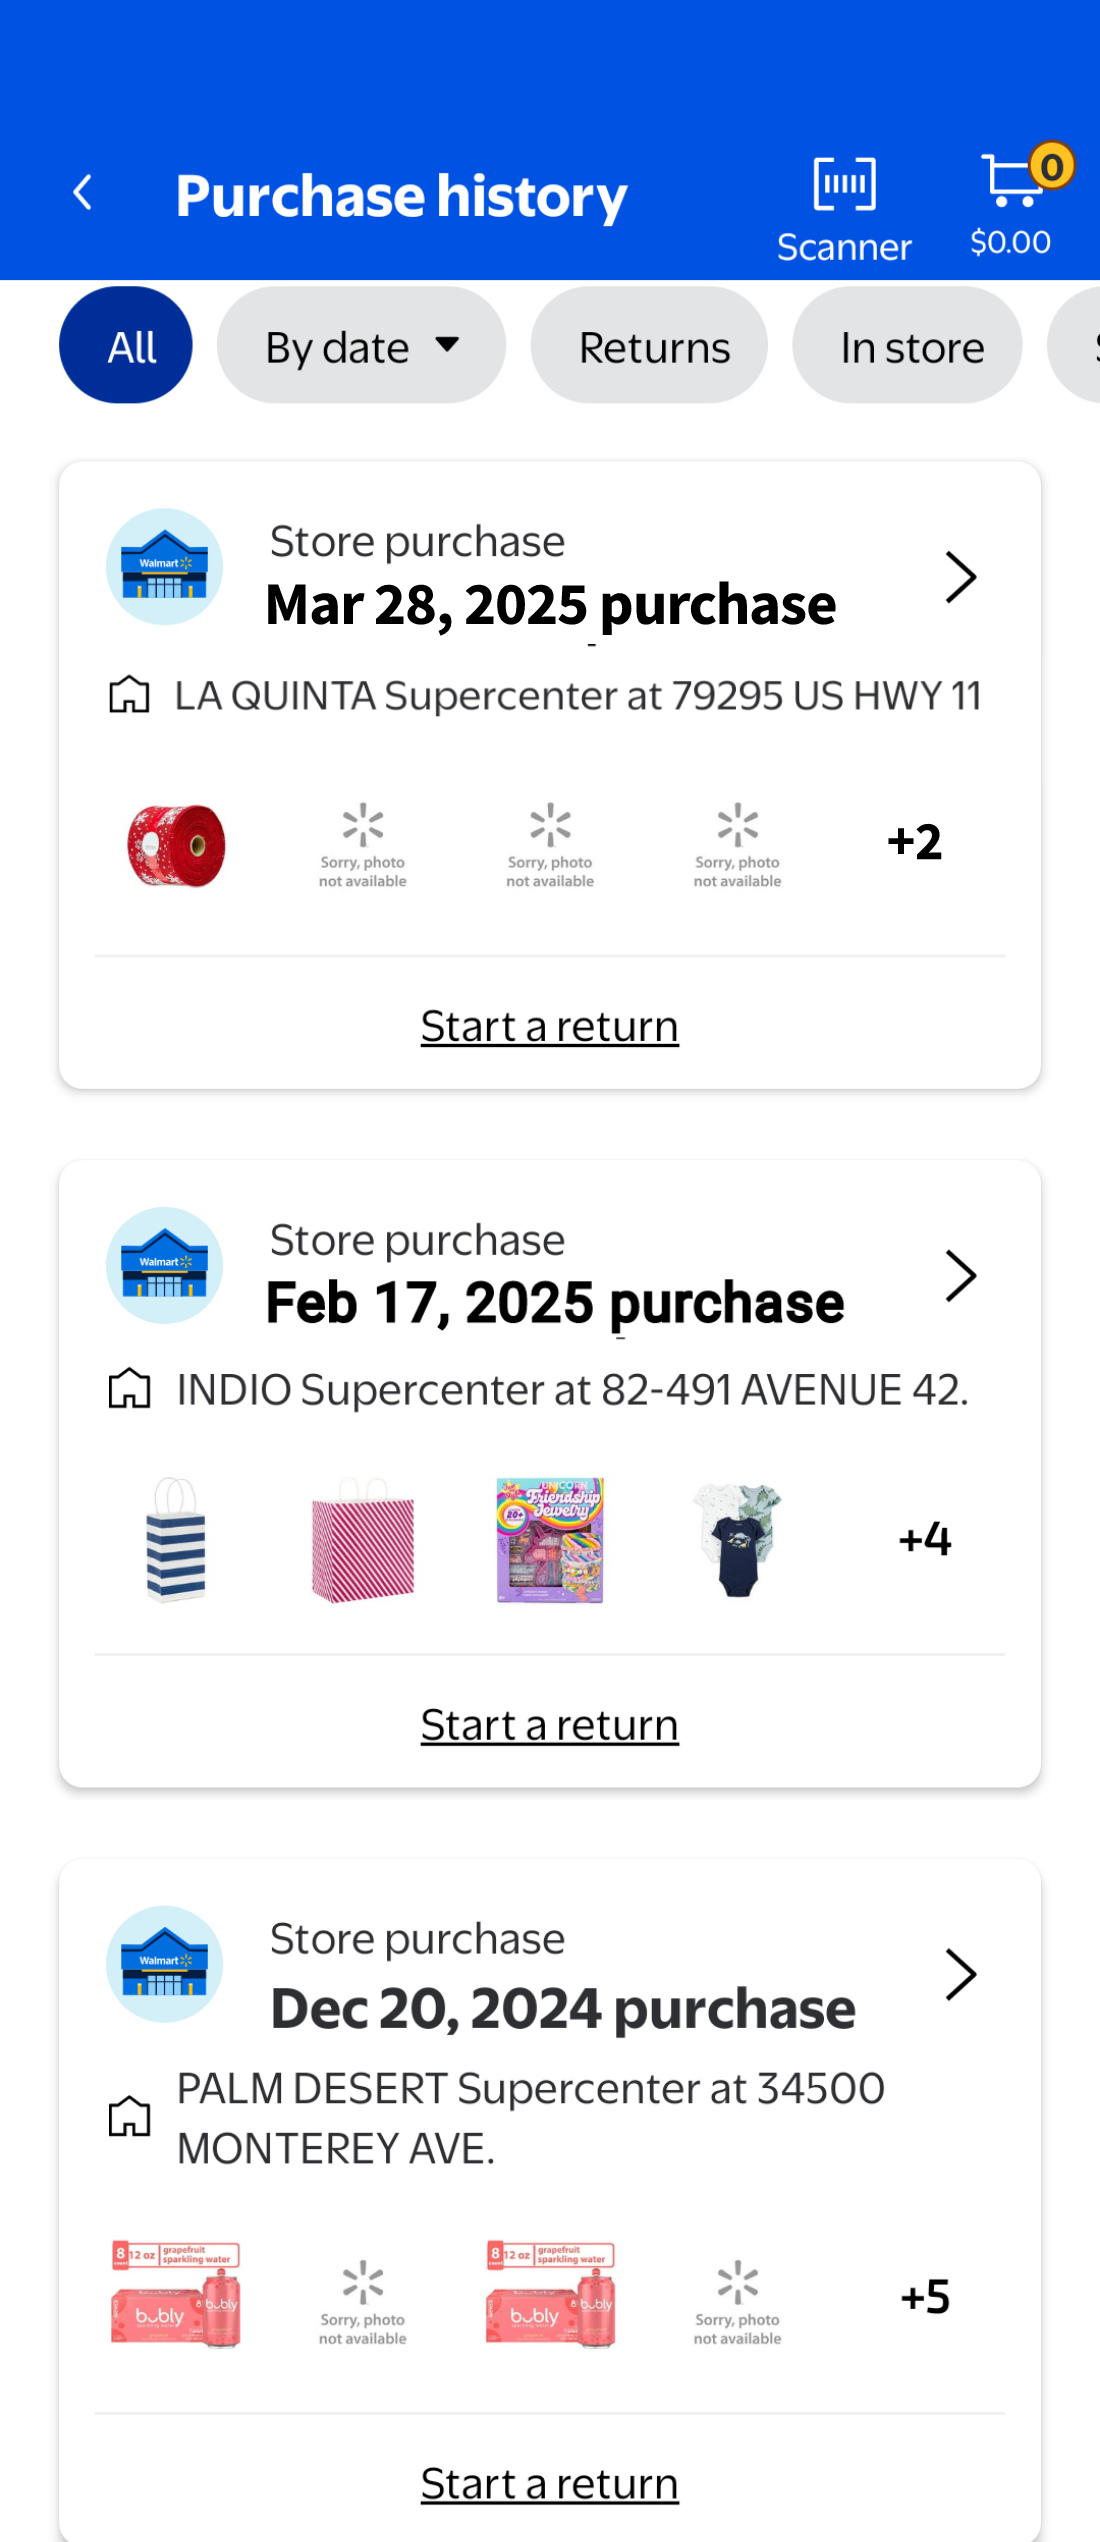 Purchase history
Scanner
0
$0.00
All
By date
Returns
In store
Walmart
Store purchase
Mar 28, 2025 purchase
LA QUINTA Supercenter at 79295 US HWY 11
Sorry, photo
not available
Sorry, photo
not available
Sorry, photo
not available
+2
Start a return
Walmart
Store purchase
Feb 17, 2025 purchase
INDIO Supercenter at 82-491 AVENUE 42.
UNICORN
Friendship
Jewelry
20+
+4
Start a return
Walmart
Store purchase
Dec 20, 2024 purchase
PALM DESERT Supercenter at 34500
MONTEREY AVE.
8 12 oz grapefruit
sparkling water
bubly
bubly
Sorry, photo
not available
8 12 oz grapefruit
sparkling water
bubly
bubly
Sorry, photo
not available
+5
Start a return